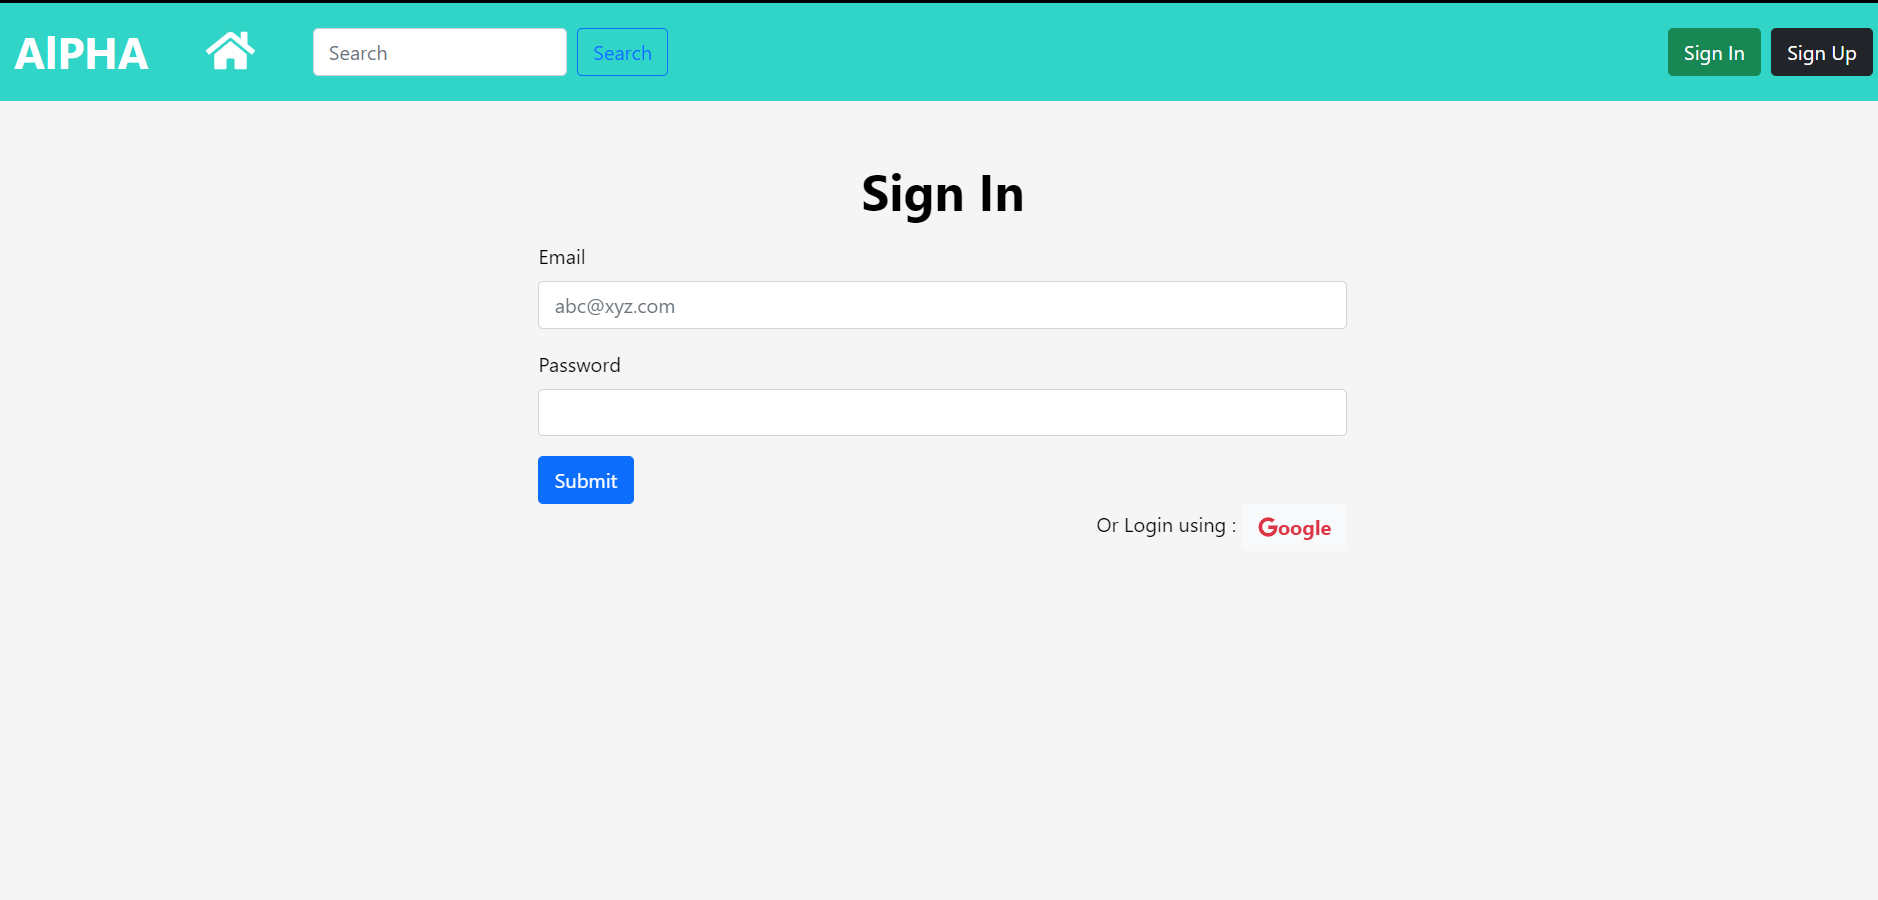 AlPHA Search Search Sign In Sign Up
Sign In
Email
abc@xyz.com
Password
Submit
Or Login using : Google